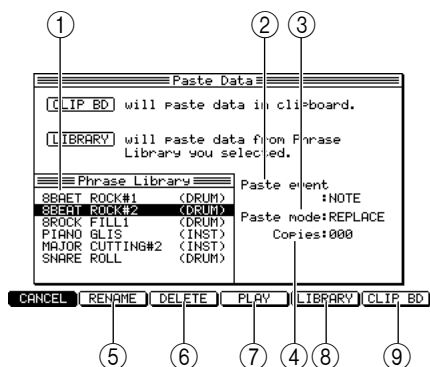 ① ② ③
Paste Data
CLIP BD will paste data in clipboard.
LIBRARY will paste data from Phrase
Library you selected.
Phrase Library
8BAET ROCK#1 (DRUM)
8BEAT ROCK#2 (DRUM)
8ROCK FILL1 (DRUM)
PIANO GLIS (INST)
MAJOR CUTTING#2 (INST)
SNARE ROLL (DRUM)
Paste event
:NOTE
Paste mode:REPLACE
Copies:000
CANCEL RENAME DELETE PLAY LIBRARY CLIP BD
⑤ ⑥ ⑦ ④ ⑧ ⑨